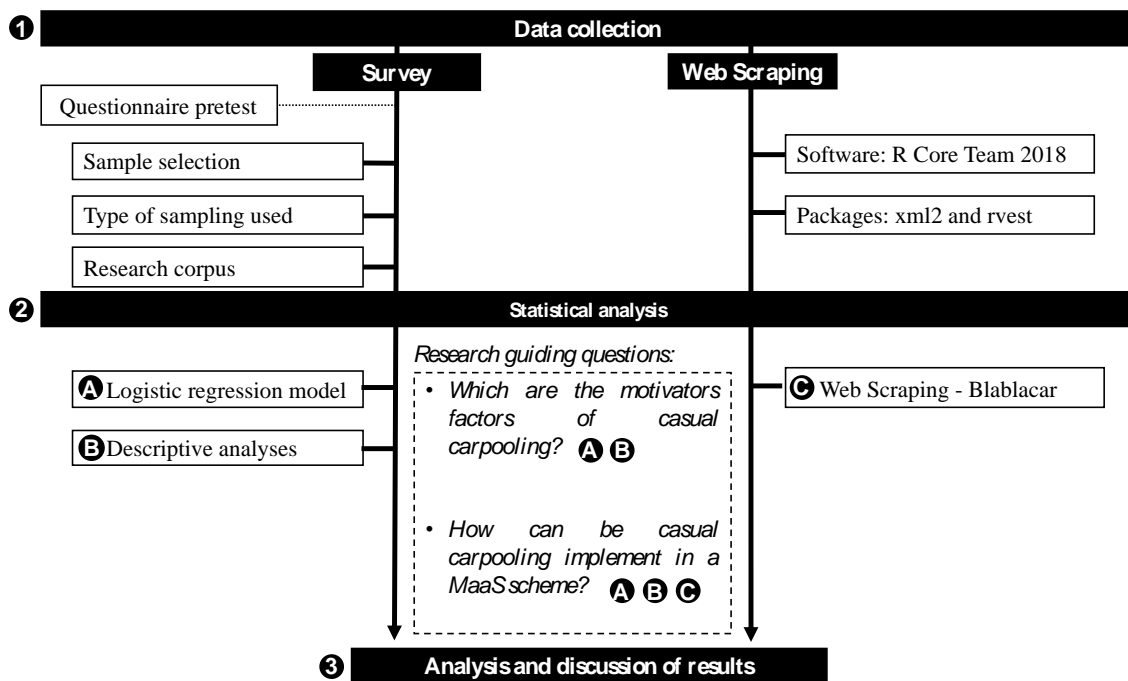 1 Data collection
Survey
Web Scraping
Questionnaire pretest
Sample selection
Type of sampling used
Research corpus
Software: R Core Team 2018
Packages: xml2 and rvest
2 Statistical analysis
A Logistic regression model
B Descriptive analyses
Research guiding questions:
• Which are the motivators
factors of casual
carpooling? A B
• How can be casual
carpooling implement in a
MaaS scheme? A B C
C Web Scraping - Blablacar
3 Analysis and discussion of results